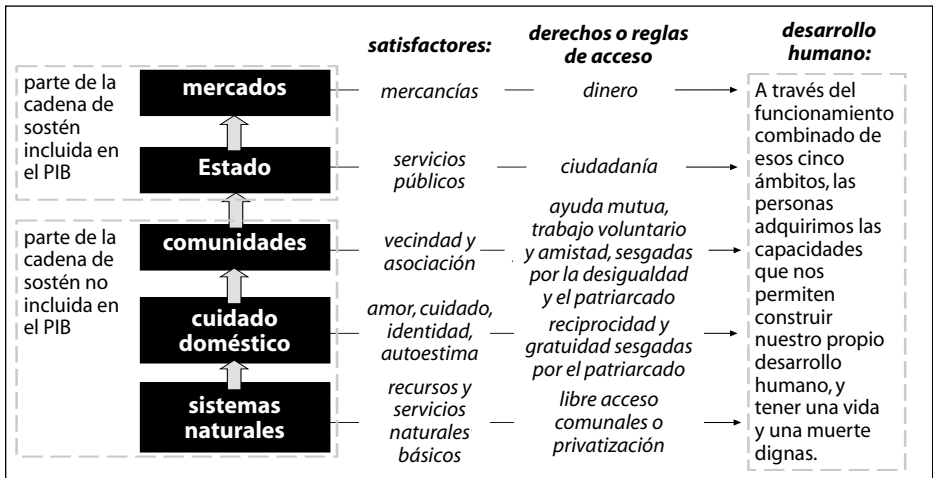 satisfactores:
derechos o reglas
de acceso
desarrollo
humano:
parte de la
cadena de
sostén
incluida en
el PIB
mercados
mercancías
dinero
Estado
servicios
públicos
ciudadanía
parte de la
cadena de
sostén no
incluida en
el PIB
comunidades
vecindad y
asociación
ayuda mutua,
trabajo voluntario
y amistad, sesgadas
por la desigualdad
y el patriarcado
cuidado
doméstico
amor, cuidado,
identidad,
autoestima
reciprocidad y
gratuidad sesgadas
por el patriarcado
sistemas
naturales
recursos y
servicios
naturales
básicos
libre acceso
comunales o
privatización
A través del
funcionamiento
combinado de
esos cinco
ámbitos, las
personas
adquirimos las
capacidades
que nos
permiten
construir
nuestro propio
desarrollo
humano, y
tener una vida
y una muerte
dignas.